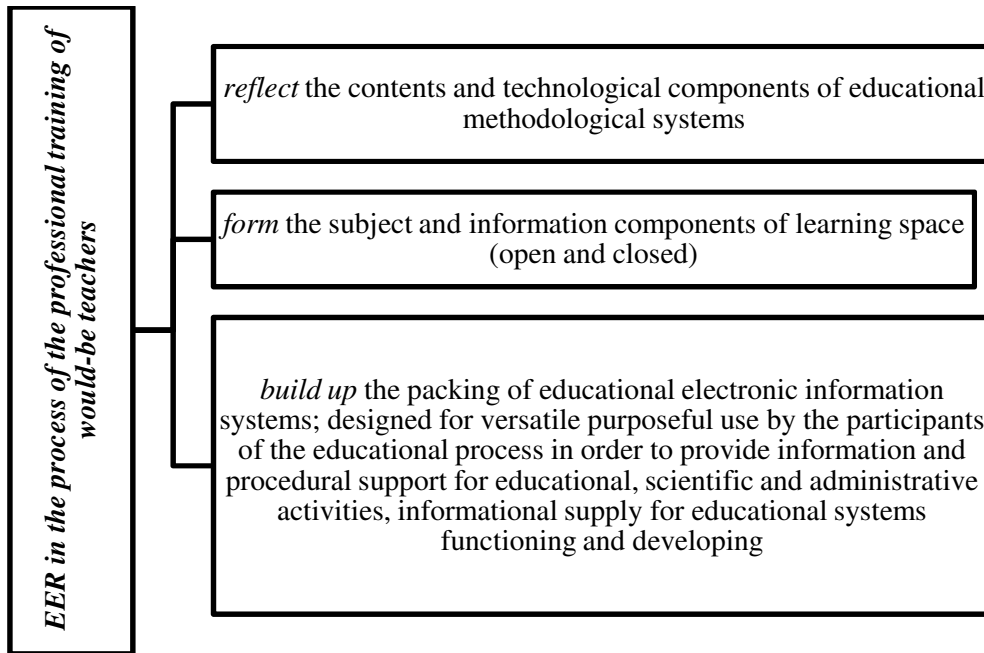 EER in the process of the professional training of
would-be teachers
reflect the contents and technological components of educational
methodological systems
form the subject and information components of learning space
(open and closed)
build up the packing of educational electronic information
systems; designed for versatile purposeful use by the participants
of the educational process in order to provide information and
procedural support for educational, scientific and administrative
activities, informational supply for educational systems
functioning and developing